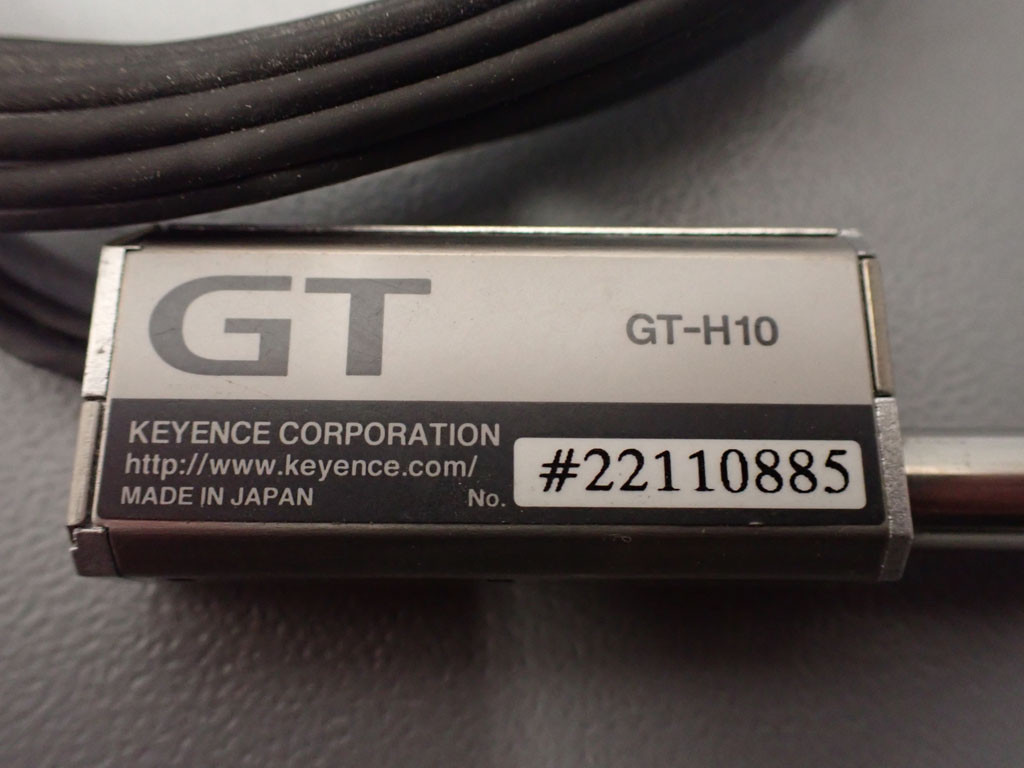 GT
GT-H10
KEYENCE CORPORATION
http://www.keyence.com/
MADE IN JAPAN
No. #22110885